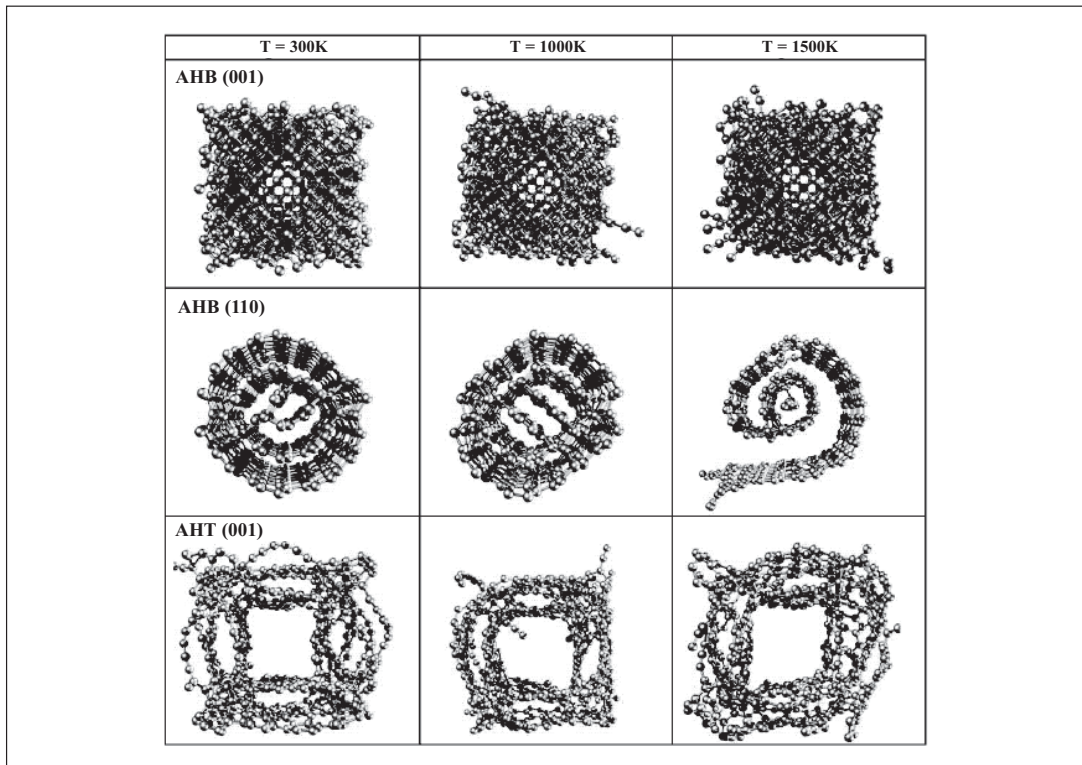 T = 300K
T = 1000K
T = 1500K
AHB (001)
AHB (110)
AHT (001)